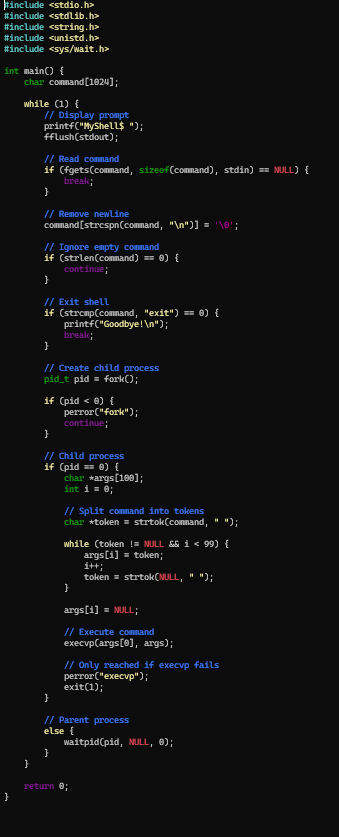 #include <stdio.h>
#include <stdlib.h>
#include <string.h>
#include <unistd.h>
#include <sys/wait.h>

int main() {
    char command[1024];

    while (1) {
        // Display prompt
        printf("MyShell$ ");
        fflush(stdout);

        // Read command
        if (fgets(command, sizeof(command), stdin) == NULL) {
            break;
        }

        // Remove newline
        command[strcspn(command, "\n")] = '\0';

        // Ignore empty command
        if (strlen(command) == 0) {
            continue;
        }

        // Exit shell
        if (strcmp(command, "exit") == 0) {
            printf("Goodbye!\n");
            break;
        }

        // Create child process
        pid_t pid = fork();

        if (pid < 0) {
            perror("fork");
            continue;
        }

        // Child process
        if (pid == 0) {
            char *args[100];
            int i = 0;

            // Split command into tokens
            char *token = strtok(command, " ");

            while (token != NULL && i < 99) {
                args[i] = token;
                i++;
                token = strtok(NULL, " ");
            }

            args[i] = NULL;

            // Execute command
            execvp(args[0], args);

            // Only reached if execvp fails
            perror("execvp");
            exit(1);
        }

        // Parent process
        else {
            waitpid(pid, NULL, 0);
        }
    }

    return 0;
}